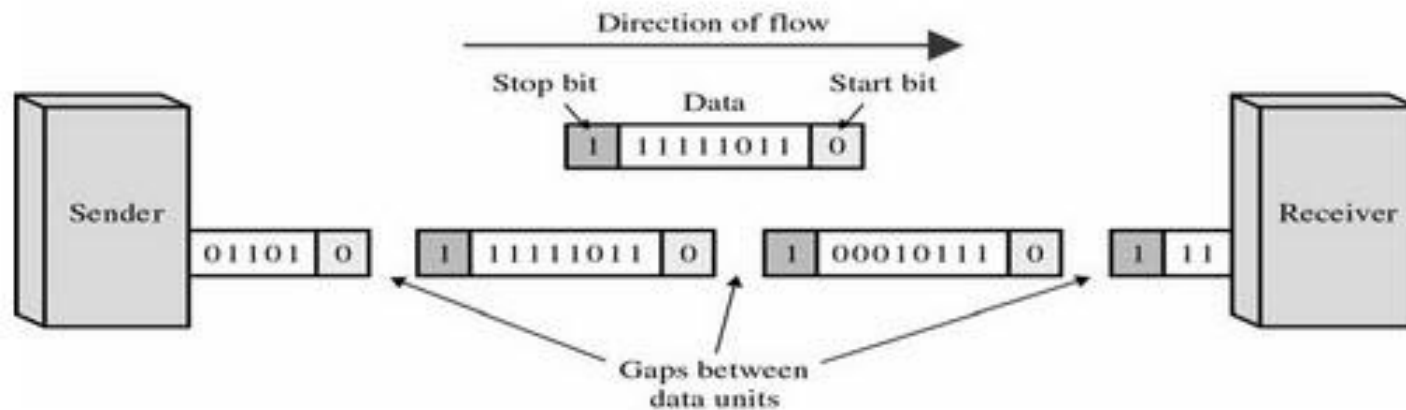 Direction of flow
Stop bit
Data
Start bit
1 11111011 0
Sender
Receiver
01101 0
1 11111011 0
1 00010111 0
1 11
Gaps between
data units